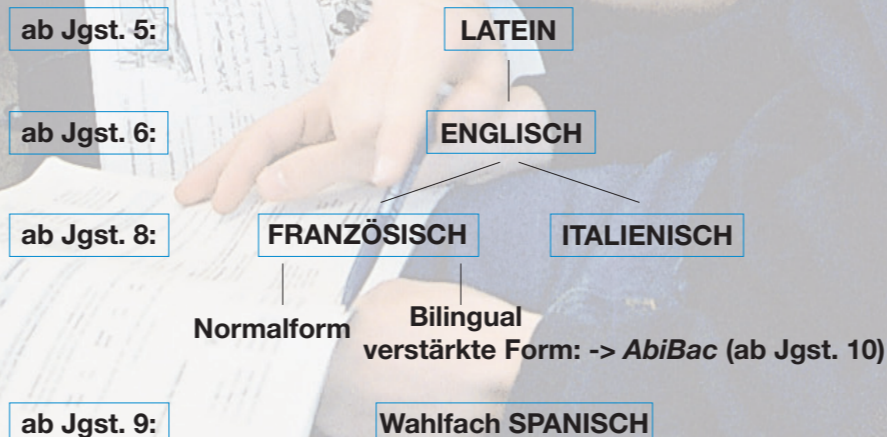 ab Jgst. 5: LATEIN
ab Jgst. 6: ENGLISCH
ab Jgst. 8: FRANZÖSISCH ITALIENISCH
Normalform Bilingual
verstärkte Form: -> AbiBac (ab Jgst. 10)
ab Jgst. 9: Wahlfach SPANISCH